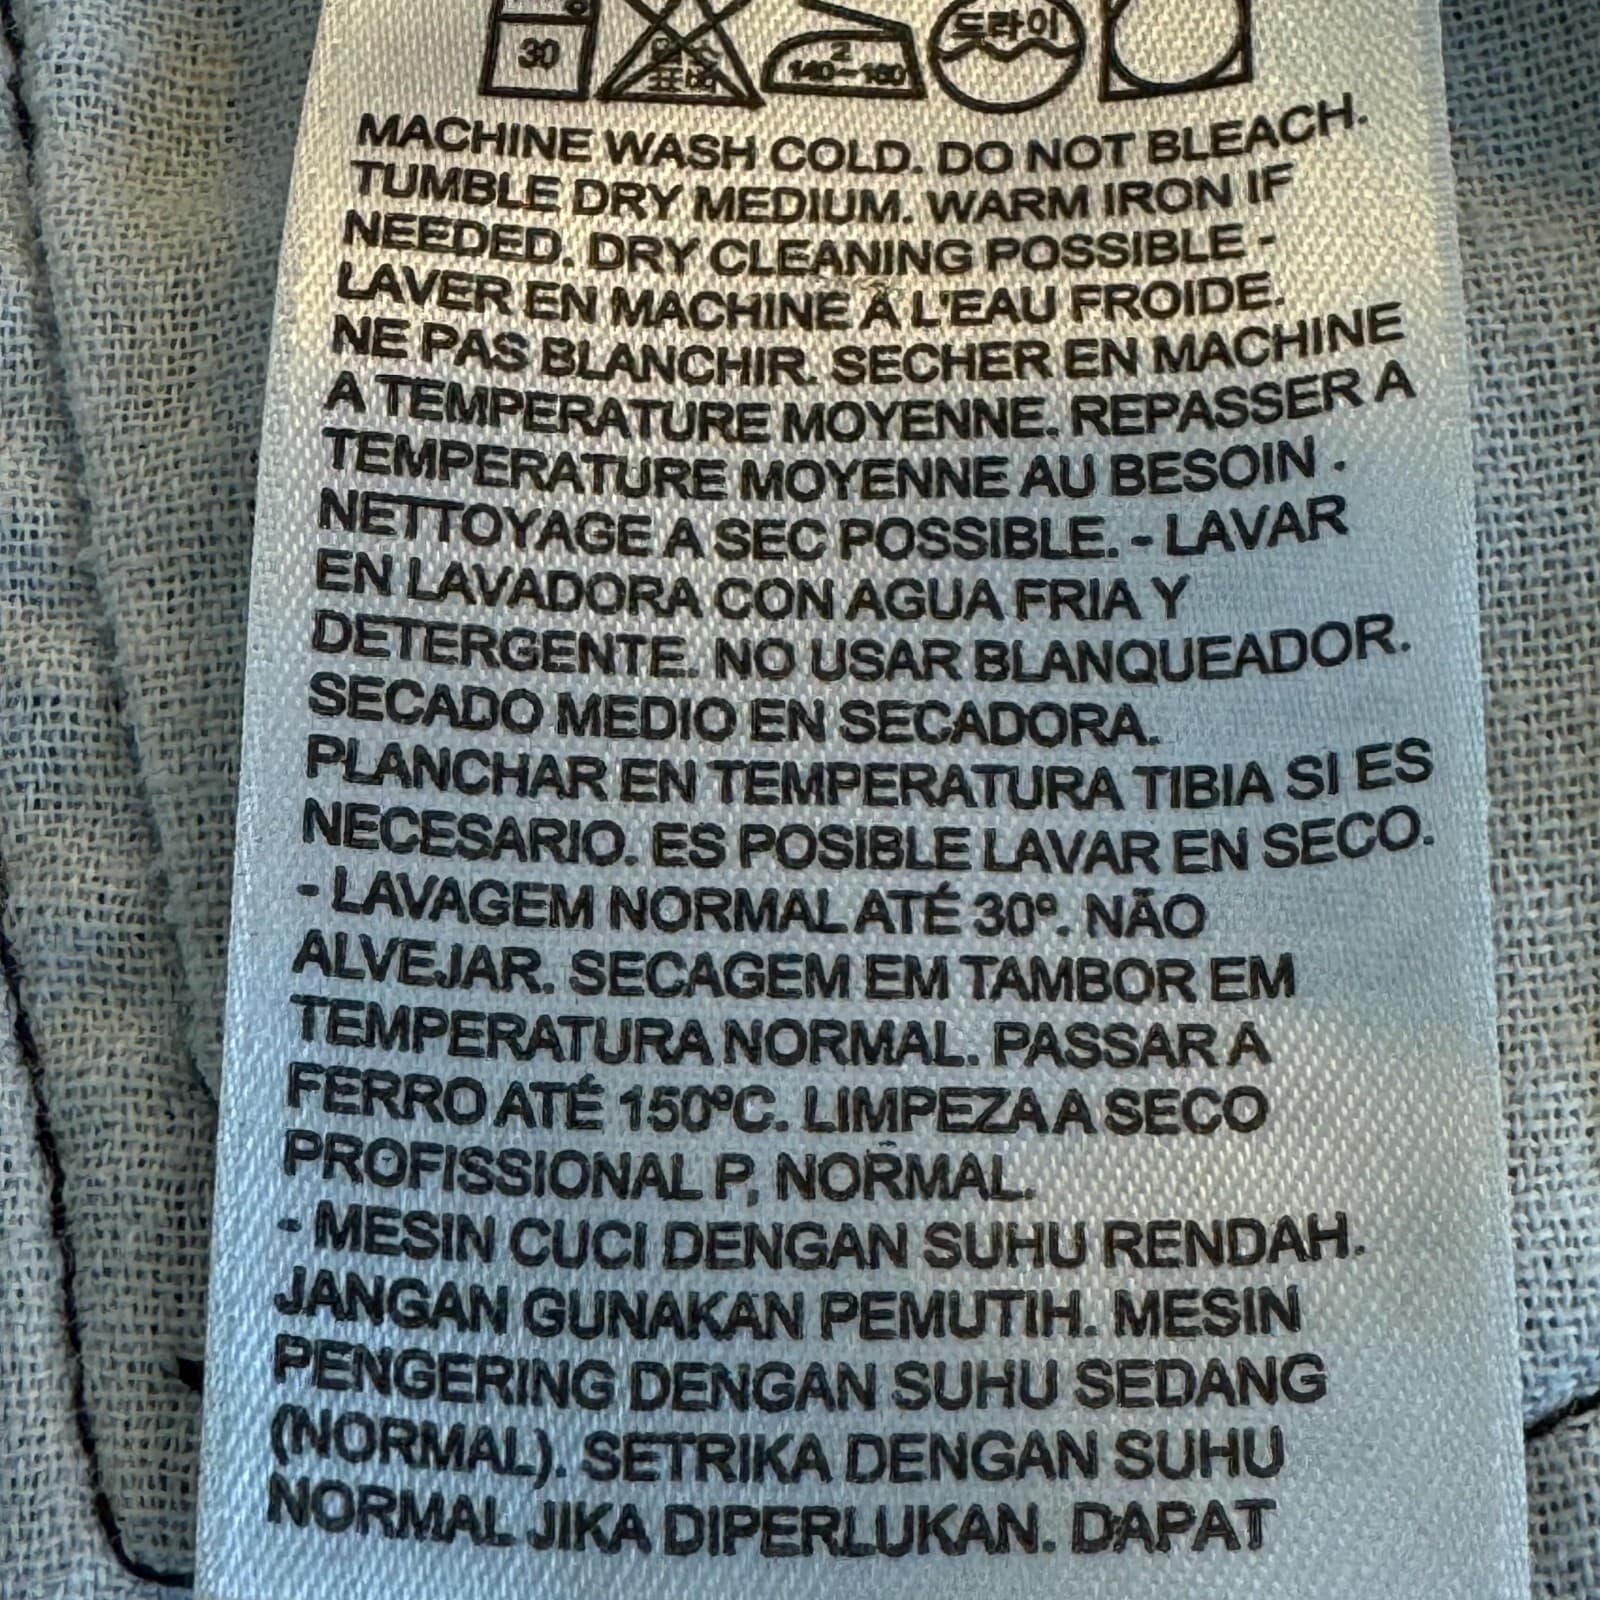 30
드라이
2
140~160
MACHINE WASH COLD. DO NOT BLEACH.
TUMBLE DRY MEDIUM. WARM IRON IF
NEEDED. DRY CLEANING POSSIBLE -
LAVER EN MACHINE À L'EAU FROIDE.
NE PAS BLANCHIR. SECHER EN MACHINE
A TEMPERATURE MOYENNE. REPASSER A
TEMPERATURE MOYENNE AU BESOIN .
NETTOYAGE A SEC POSSIBLE. - LAVAR
EN LAVADORA CON AGUA FRIA Y
DETERGENTE. NO USAR BLANQUEADOR.
SECADO MEDIO EN SECADORA.
PLANCHAR EN TEMPERATURA TIBIA SI ES
NECESARIO. ES POSIBLE LAVAR EN SECO.
- LAVAGEM NORMAL ATÉ 30º. NÃO
ALVEJAR. SECAGEM EM TAMBOR EM
TEMPERATURA NORMAL. PASSAR A
FERRO ATÉ 150ºC. LIMPEZA A SECO
PROFISSIONAL P, NORMAL.
- MESIN CUCI DENGAN SUHU RENDAH.
JANGAN GUNAKAN PEMUTIH. MESIN
PENGERING DENGAN SUHU SEDANG
(NORMAL). SETRIKA DENGAN SUHU
NORMAL JIKA DIPERLUKAN. DAPAT